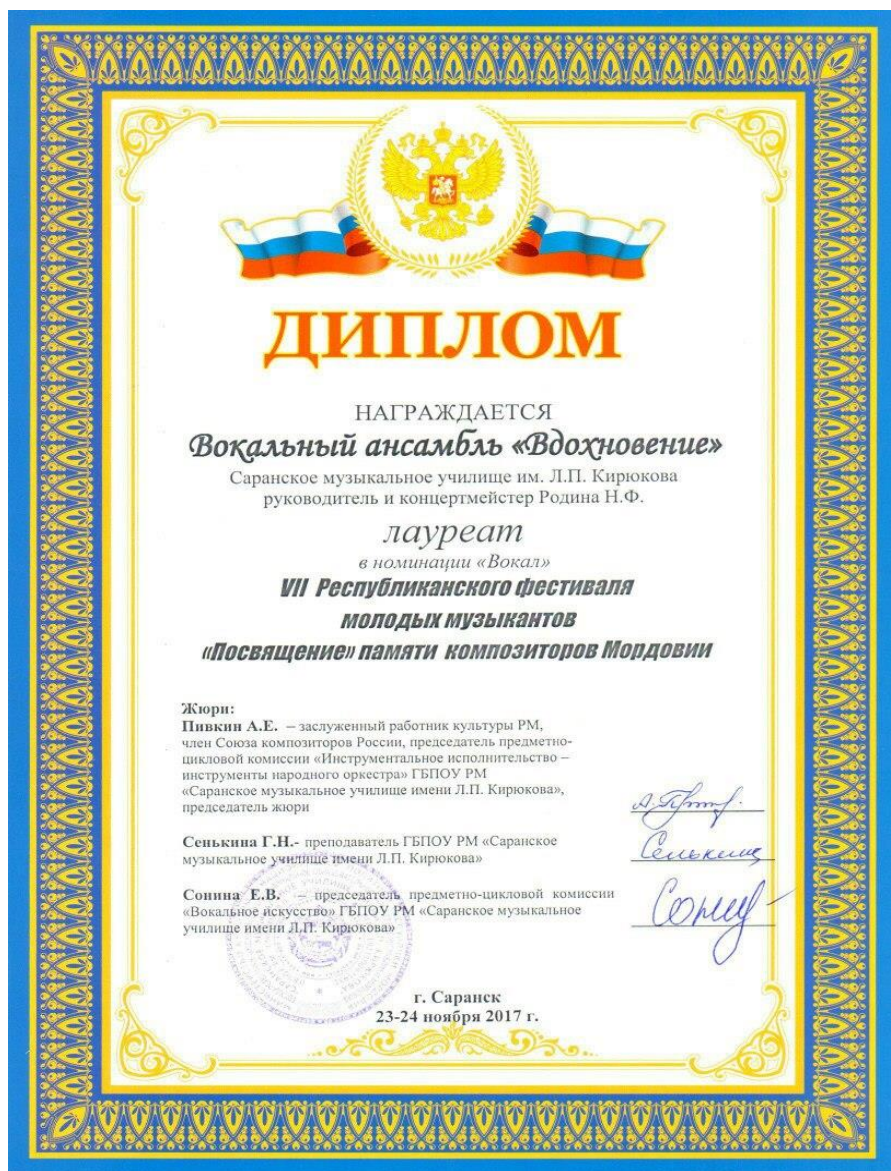 ДИПЛОМ
НАГРАЖДАЕТСЯ
Вокальный ансамбль «Вдохновение»
Саранское музыкальное училище им. Л.П. Кирюкова
руководитель и концертмейстер Родина Н.Ф.
лауреат
в номинации «Вокал»
VII Республиканского фестиваля
молодых музыкантов
«Посвящение» памяти композиторов Мордовии
Жюри:
Пивкин А.Е. – заслуженный работник культуры РМ,
член Союза композиторов России, председатель предметно-
цикловой комиссии «Инструментальное исполнительство –
инструменты народного оркестра» ГБПОУ РМ
«Саранское музыкальное училище имени Л.П. Кирюкова»,
председатель жюри
Сенькина Г.Н.- преподаватель ГБПОУ РМ «Саранское
музыкальное училище имени Л.П. Кирюкова»
Сонина Е.В. – председатель предметно-цикловой комиссии
«Вокальное искусство» ГБПОУ РМ «Саранское музыкальное
училище имени Л.П. Кирюкова»
г. Саранск
23-24 ноября 2017 г.